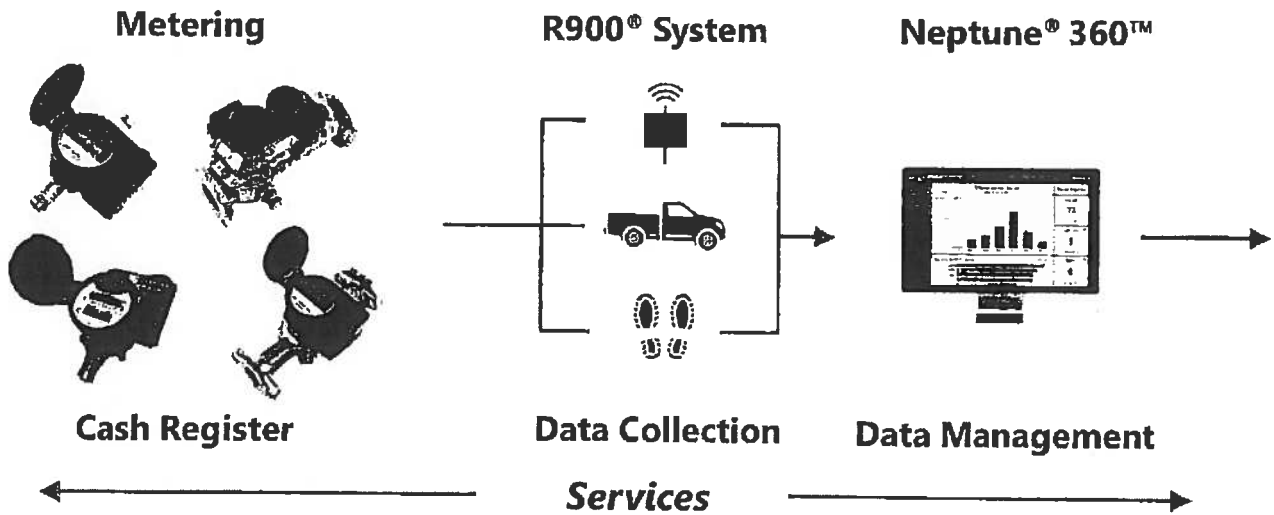 Metering
R900® System
Neptune® 360™
Cash Register
Data Collection
Data Management
Services